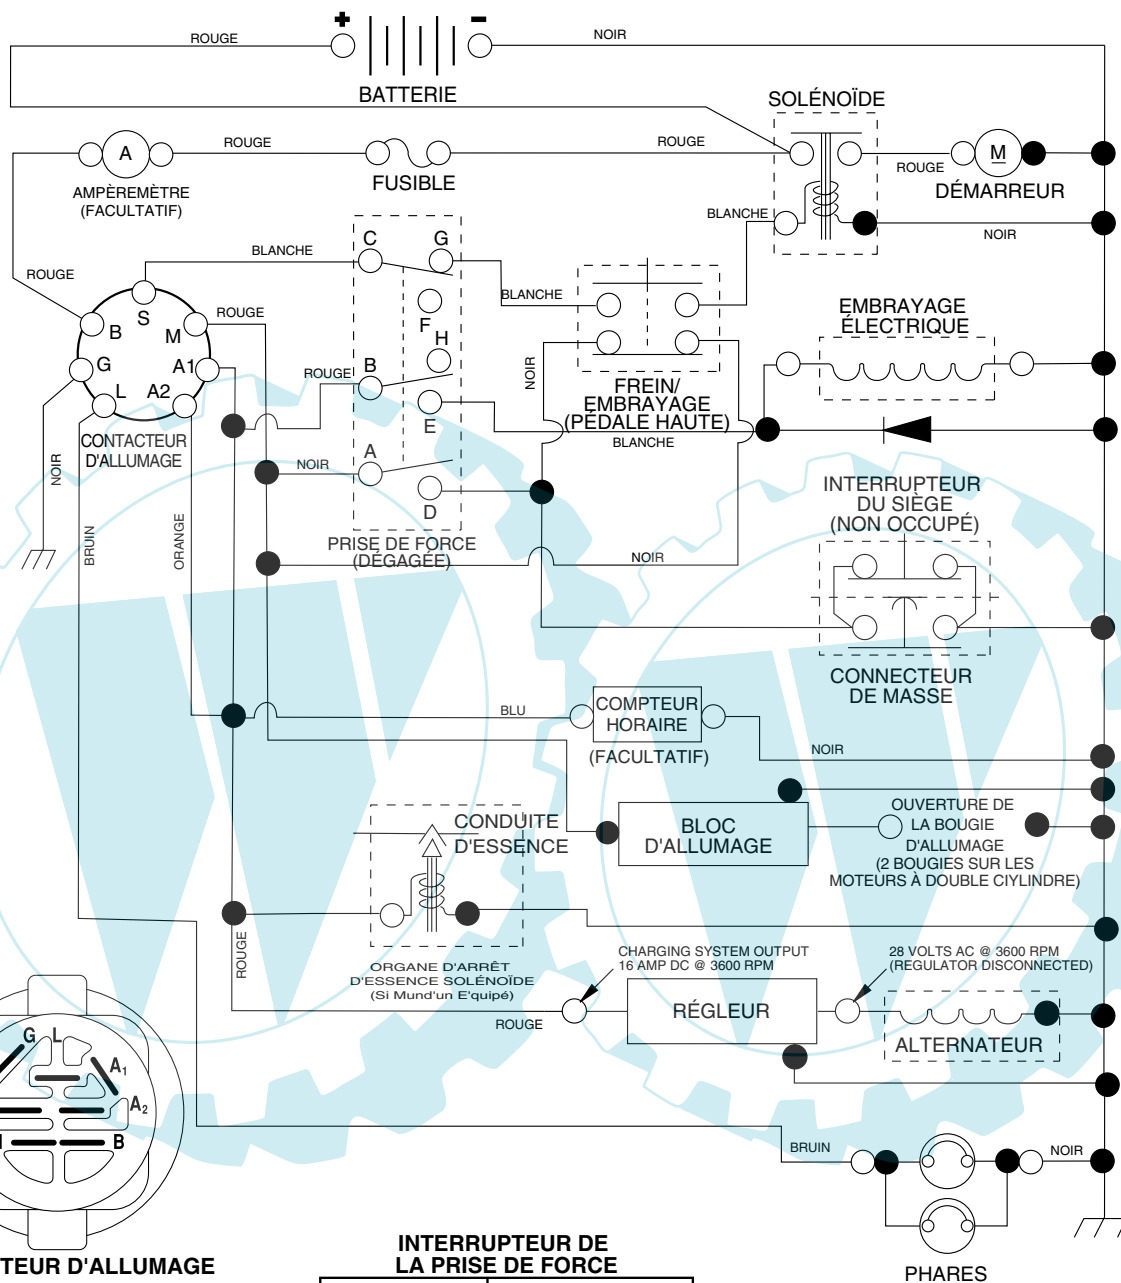 + -
ROUGE
NOIR
BATTERIE
SOLÉNOÏDE
A
ROUGE
ROUGE
ROUGE
M
AMPÈREMÈTRE
(FACULTATIF)
FUSIBLE
DÉMARREUR
BLANCHE
NOIR
C
G
BLANCHE
ROUGE
BLANCHE
ROUGE
S
B
M
G
A1
L
A2
F
H
B
ROUGE
E
NOIR
EMBRAYAGE
ÉLECTRIQUE
FREIN/
EMBRAYAGE
(PÉDALE HAUTE)
BLANCHE
CONTACTEUR
D'ALLUMAGE
NOIR
A
NOIR
D
INTERRUPTEUR
DU SIÈGE
(NON OCCUPÉ)
BRUIN
ORANGE
PRISE DE FORCE
(DÉGAGÉE)
NOIR
CONNECTEUR
DE MASSE
BLU
COMPTEUR
HORAIRE
(FACULTATIF)
NOIR
CONDUITE
D'ESSENCE
BLOC
D'ALLUMAGE
OUVERTURE DE
LA BOUGIE
D'ALLUMAGE
(2 BOUGIES SUR LES
MOTEURS À DOUBLE CIYLINDRE)
ROUGE
ORGANE D'ARRÊT
D'ESSENCE SOLÉNOÏDE
(Si Mund'un E'quipé)
CHARGING SYSTEM OUTPUT
16 AMP DC @ 3600 RPM
28 VOLTS AC @ 3600 RPM
(REGULATOR DISCONNECTED)
ROUGE
RÉGLEUR
ALTERNATEUR
G
L
A1
A2
B
BRUIN
NOIR
PHARES
TEUR D'ALLUMAGE
INTERRUPTEUR DE
LA PRISE DE FORCE